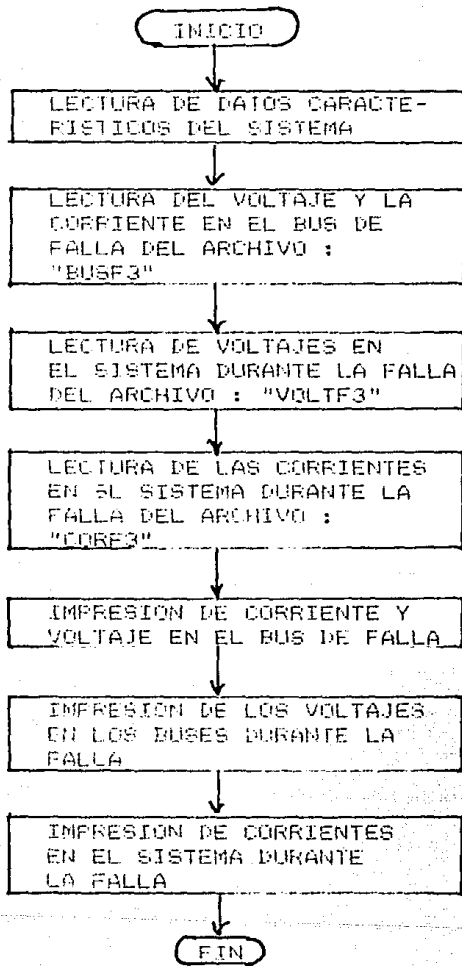 INICIO
LECTURA DE DATOS CARACTE-
RISTICOS DEL SISTEMA
LECTURA DEL VOLTAJE Y LA
CORRIENTE EN EL BUS DE
FALLA DEL ARCHIVO :
"BUSF3"
LECTURA DE VOLTAJES EN
EL SISTEMA DURANTE LA FALLA
DEL ARCHIVO : "VOLTF3"
LECTURA DE LAS CORRIENTES
EN EL SISTEMA DURANTE LA
FALLA DEL ARCHIVO :
"CORF3"
IMPRESION DE CORRIENTE Y
VOLTAJE EN EL BUS DE FALLA
IMPRESION DE LOS VOLTAJES
EN LOS BUSES DURANTE LA
FALLA
IMPRESION DE CORRIENTES
EN EL SISTEMA DURANTE
LA FALLA
FIN